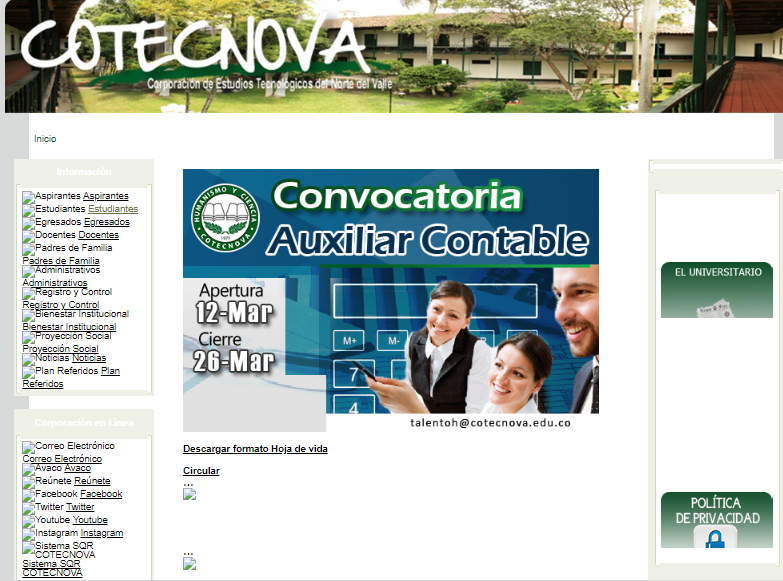 COTECNOVA
Corporación de Estudios Tecnológicos del Norte del Valle
Inicio
Información
Aspirantes Aspirantes
Estudiantes Estudiantes
Egresados Egresados
Docentes Docentes
Padres de Familia
Padres de Familia
Administrativos
Administrativos
Registro y Control
Registro y Control
Bienestar Institucional
Bienestar Institucional
Proyección Social
Proyección Social
Noticias Noticias
Plan Referidos Plan
Referidos
Corporación en Línea
Correo Electrónico
Correo Electrónico
Avaco Avaco
Reúnete Reúnete
Facebook Facebook
Twitter Twitter
Youtube Youtube
Instagram Instagram
Sistema SQR
COTECNOVA
Sistema SQR
COTECNOVA
HUMANISMO Y CIENCIA
COTECNOVA
Convocatoria
Auxiliar Contable
Apertura
12-Mar
Cierre
26-Mar
M+ M- R
7
4
talentoh@cotecnova.edu.co
Descargar formato Hoja de vida
Circular
...
...
EL UNIVERSITARIO
POLÍTICA
DE PRIVACIDAD